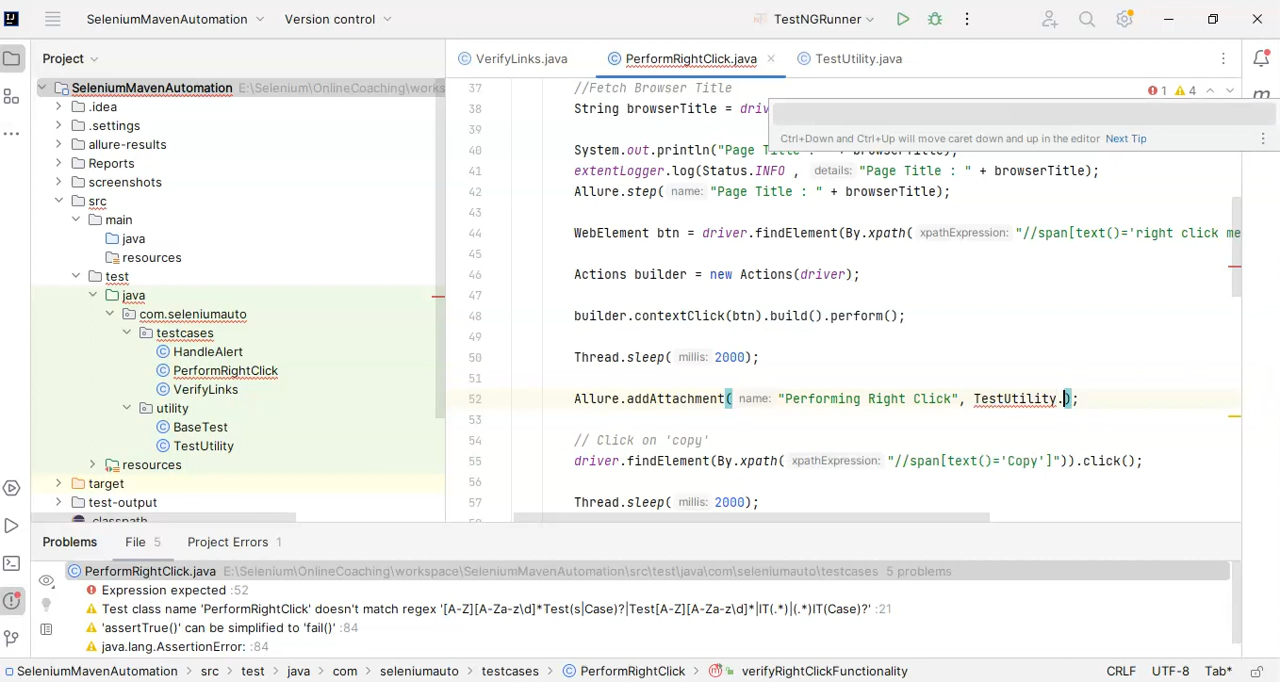 SeleniumMavenAutomation Version control TestNGRunner
Project VerifyLinks.java PerformRightClick.java TestUtility.java
SeleniumMavenAutomation E:\Selenium\OnlineCoaching\works
.idea
.settings
allure-results
Reports
screenshots
src
main
java
resources
test
java
com.seleniumauto
testcases
HandleAlert
PerformRightClick
VerifyLinks
utility
BaseTest
TestUtility
resources
target
test-output
.classpath
1 4
Ctrl+Down and Ctrl+Up will move caret down and up in the editor Next Tip
37 //Fetch Browser Title
38 String browserTitle = driv
39
40 System.out.println("Page Title : " + browserTitle);
41 extentLogger.log(Status.INFO , details: "Page Title : " + browserTitle);
42 Allure.step( name: "Page Title : " + browserTitle);
43
44 WebElement btn = driver.findElement(By.xpath( xpathExpression: "//span[text()='right click me
45
46 Actions builder = new Actions(driver);
47
48 builder.contextClick(btn).build().perform();
49
50 Thread.sleep( millis: 2000);
51
52 Allure.addAttachment( name: "Performing Right Click", TestUtility.);
53
54 // Click on 'copy'
55 driver.findElement(By.xpath( xpathExpression: "//span[text()='Copy']")).click();
56
57 Thread.sleep( millis: 2000);
Problems File 5 Project Errors 1
PerformRightClick.java E:\Selenium\OnlineCoaching\workspace\SeleniumMavenAutomation\src\test\java\com\seleniumauto\testcases 5 problems
Expression expected :52
Test class name 'PerformRightClick' doesn't match regex '[A-Z][A-Za-z\d]*Test(s|Case)?|Test[A-Z][A-Za-z\d]*|IT(.*)|(.*)IT(Case)?' :21
'assertTrue()' can be simplified to 'fail()' :84
java.lang.AssertionError: :84
SeleniumMavenAutomation > src > test > java > com > seleniumauto > testcases > PerformRightClick > verifyRightClickFunctionality CRLF UTF-8 Tab*